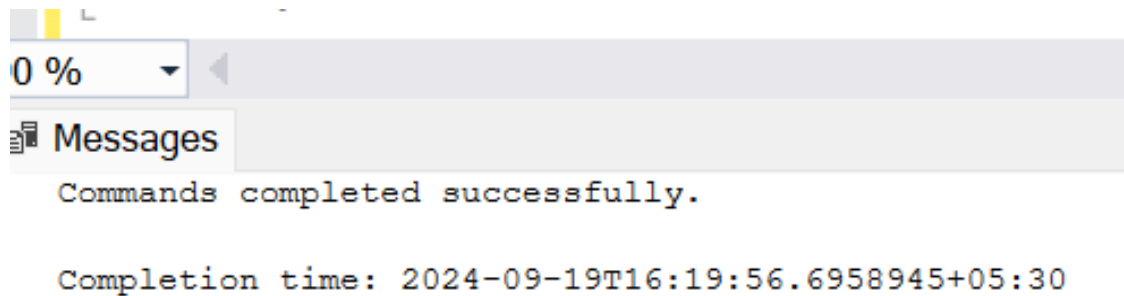 0 %
Messages
Commands completed successfully.
Completion time: 2024-09-19T16:19:56.6958945+05:30